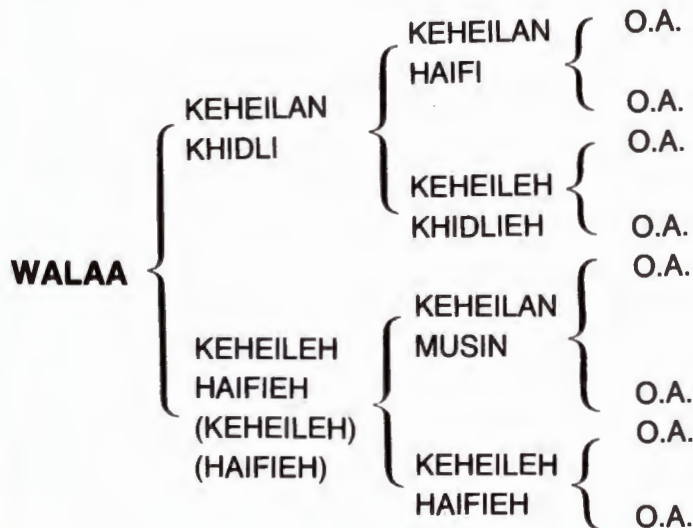 WALAA
KEHEILAN
KHIDLI
KEHEILEH
HAIFIEH
(KEHEILEH)
(HAIFIEH)
KEHEILAN
HAIFI
KEHEILEH
KHIDLIEH
KEHEILAN
MUSIN
KEHEILEH
HAIFIEH
O.A.
O.A.
O.A.
O.A.
O.A.
O.A.
O.A.
O.A.